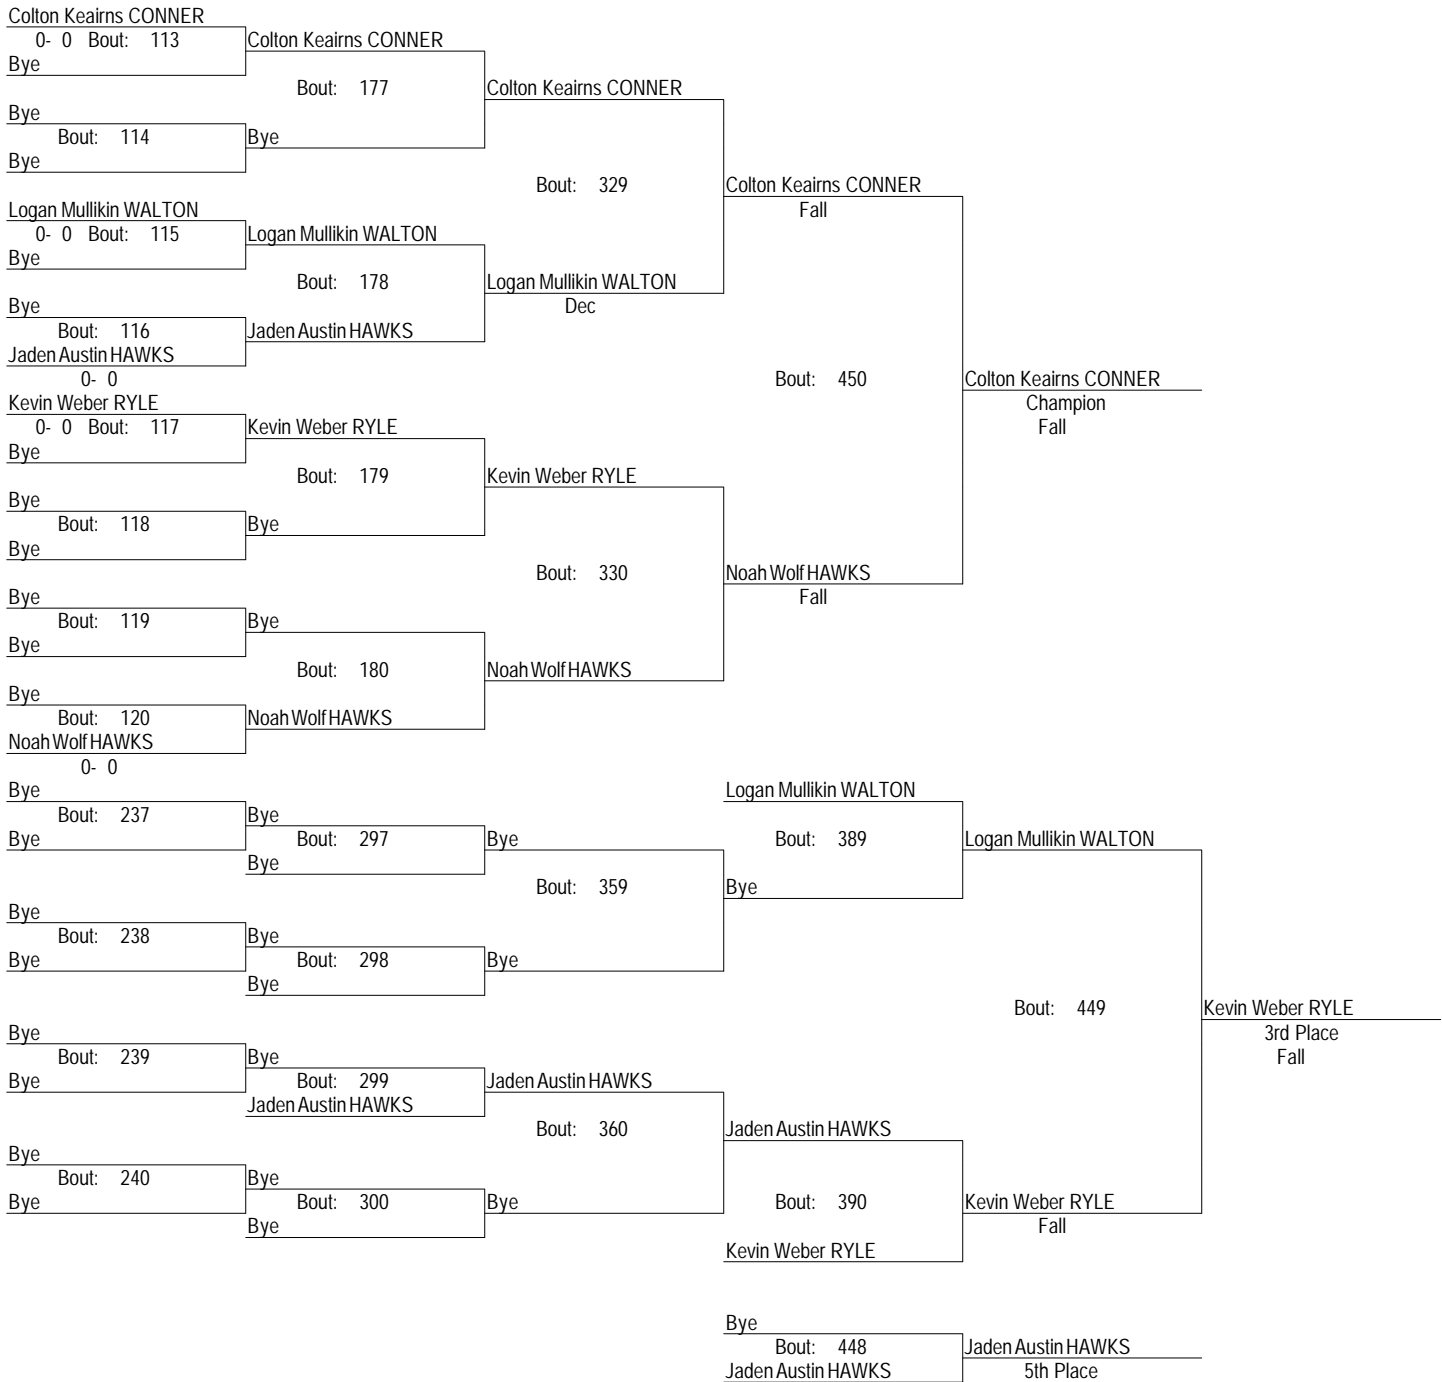 Colton Keairns CONNER
0- 0 Bout: 113 Colton Keairns CONNER
Bye
Bout: 177 Colton Keairns CONNER
Bye
Bout: 114 Bye
Bye
Bout: 329 Colton Keairns CONNER
Fall
Logan Mullikin WALTON
0- 0 Bout: 115 Logan Mullikin WALTON
Bye
Bout: 178 Logan Mullikin WALTON
Dec
Bye
Bout: 116 Jaden Austin HAWKS
Jaden Austin HAWKS
0- 0
Bout: 450 Colton Keairns CONNER
Champion
Fall
Kevin Weber RYLE
0- 0 Bout: 117 Kevin Weber RYLE
Bye
Bout: 179 Kevin Weber RYLE
Bye
Bout: 118 Bye
Bye
Bout: 330 Noah Wolf HAWKS
Fall
Bye
Bout: 119 Bye
Bye
Bout: 180 Noah Wolf HAWKS
Bye
Bout: 120 Noah Wolf HAWKS
Noah Wolf HAWKS
0- 0
Bye Logan Mullikin WALTON
Bout: 237 Bye
Bye Bout: 297 Bye Bout: 389 Logan Mullikin WALTON
Bye
Bout: 359 Bye
Bye
Bout: 238 Bye
Bye Bout: 298 Bye
Bye
Bout: 449 Kevin Weber RYLE
3rd Place
Fall
Bye
Bout: 239 Bye
Bye Bout: 299 Jaden Austin HAWKS
Jaden Austin HAWKS
Bout: 360 Jaden Austin HAWKS
Bye
Bout: 240 Bye
Bye Bout: 300 Bye Bout: 390 Kevin Weber RYLE
Bye Fall
Kevin Weber RYLE
Bye
Bout: 448 Jaden Austin HAWKS
Jaden Austin HAWKS 5th Place